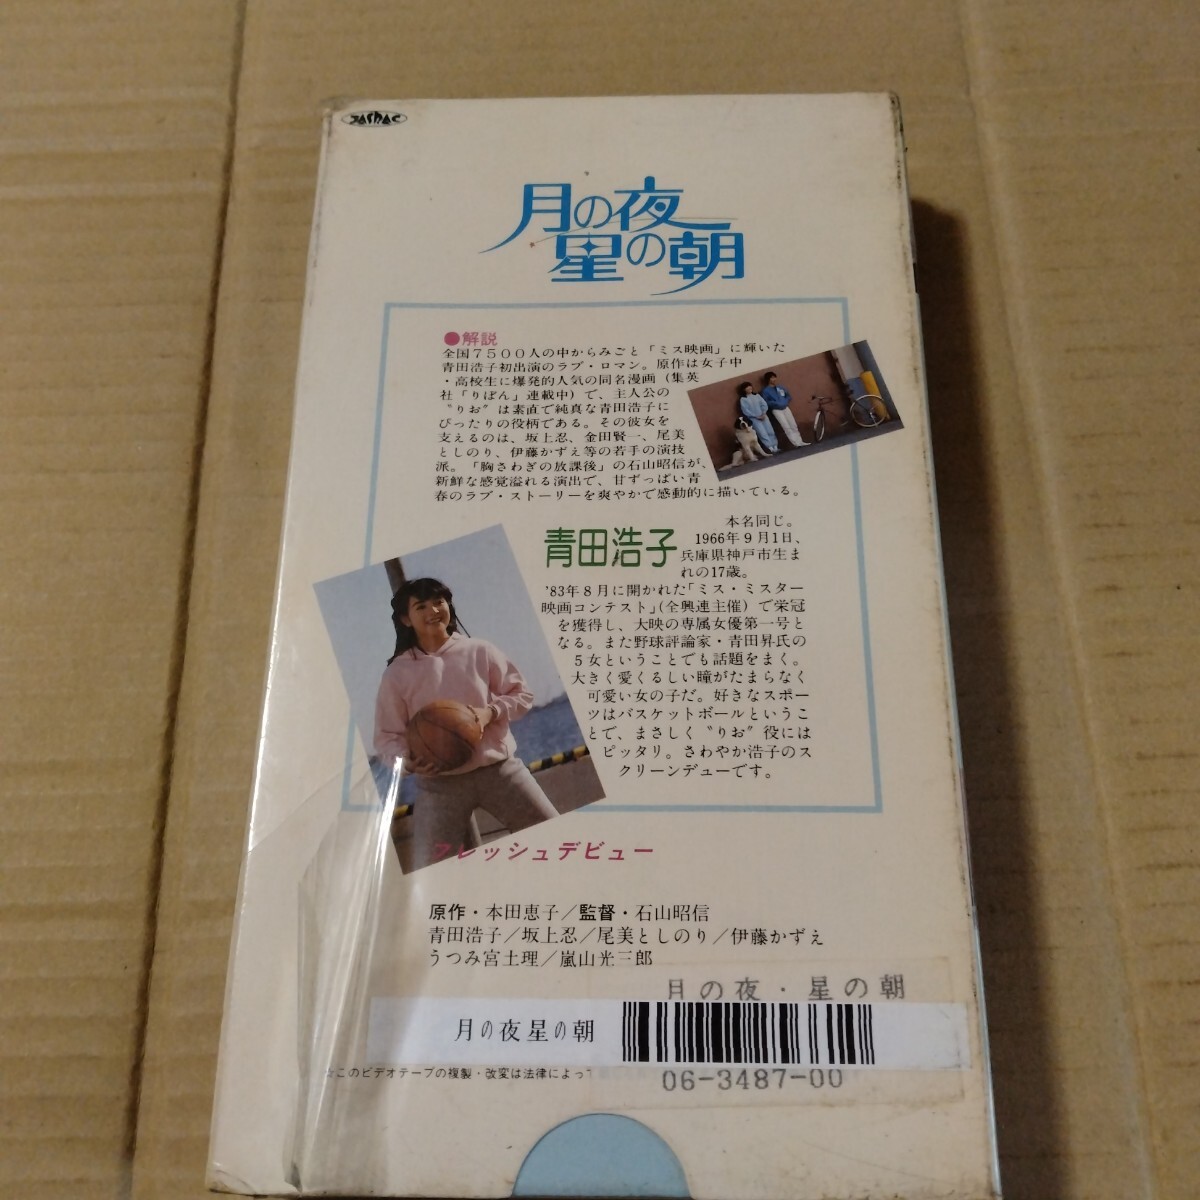 JASRAC
月の夜
星の朝
●解説
全国7500人の中からみごと「ミス映画」に輝いた
青田浩子初出演のラブ・ロマン。原作は女子中
・高校生に爆発的人気の同名漫画（集英
社「りぼん」連載中）で、主人公の
〝りお〟は素直で純真な青田浩子に
ぴったりの役柄である。その彼女を
支えるのは、坂上忍、金田賢一、尾美
としのり、伊藤かずえ等の若手の演技
派。「胸さわぎの放課後」の石山昭信が、
新鮮な感覚溢れる演出で、甘ずっぱい青
春のラブ・ストーリーを爽やかで感動的に描いている。
青田浩子
本名同じ。
1966年9月1日、
兵庫県神戸市生ま
れの17歳。
'83年8月に開かれた「ミス・ミスター
映画コンテスト」(全興連主催）で栄冠
を獲得し、大映の専属女優第一号と
なる。また野球評論家・青田昇氏の
5女ということでも話題をまく。
大きく愛くるしい瞳がたまらなく
可愛い女の子だ。好きなスポー
ツはバスケットボールというこ
とで、まさしく〝りお〟役には
ピッタリ。さわやか浩子のス
クリーンデューです。
フレッシュデビュー
原作・本田恵子／監督・石山昭信
青田浩子／坂上忍／尾美としのり／伊藤かずえ
うつみ宮土理／嵐山光三郎
月の夜・星の朝
月の夜星の朝
☆このビデオテープの複製・改変は法律によっ
06-3487-00